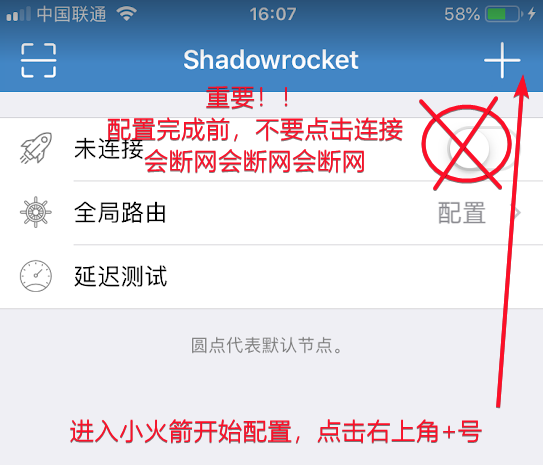 中国联通 16:07 58%
Shadowrocket
重要！！
配置完成前，不要点击连接
未连接
会断网会断网会断网
全局路由 配置
延迟测试
圆点代表默认节点。
进入小火箭开始配置，点击右上角+号